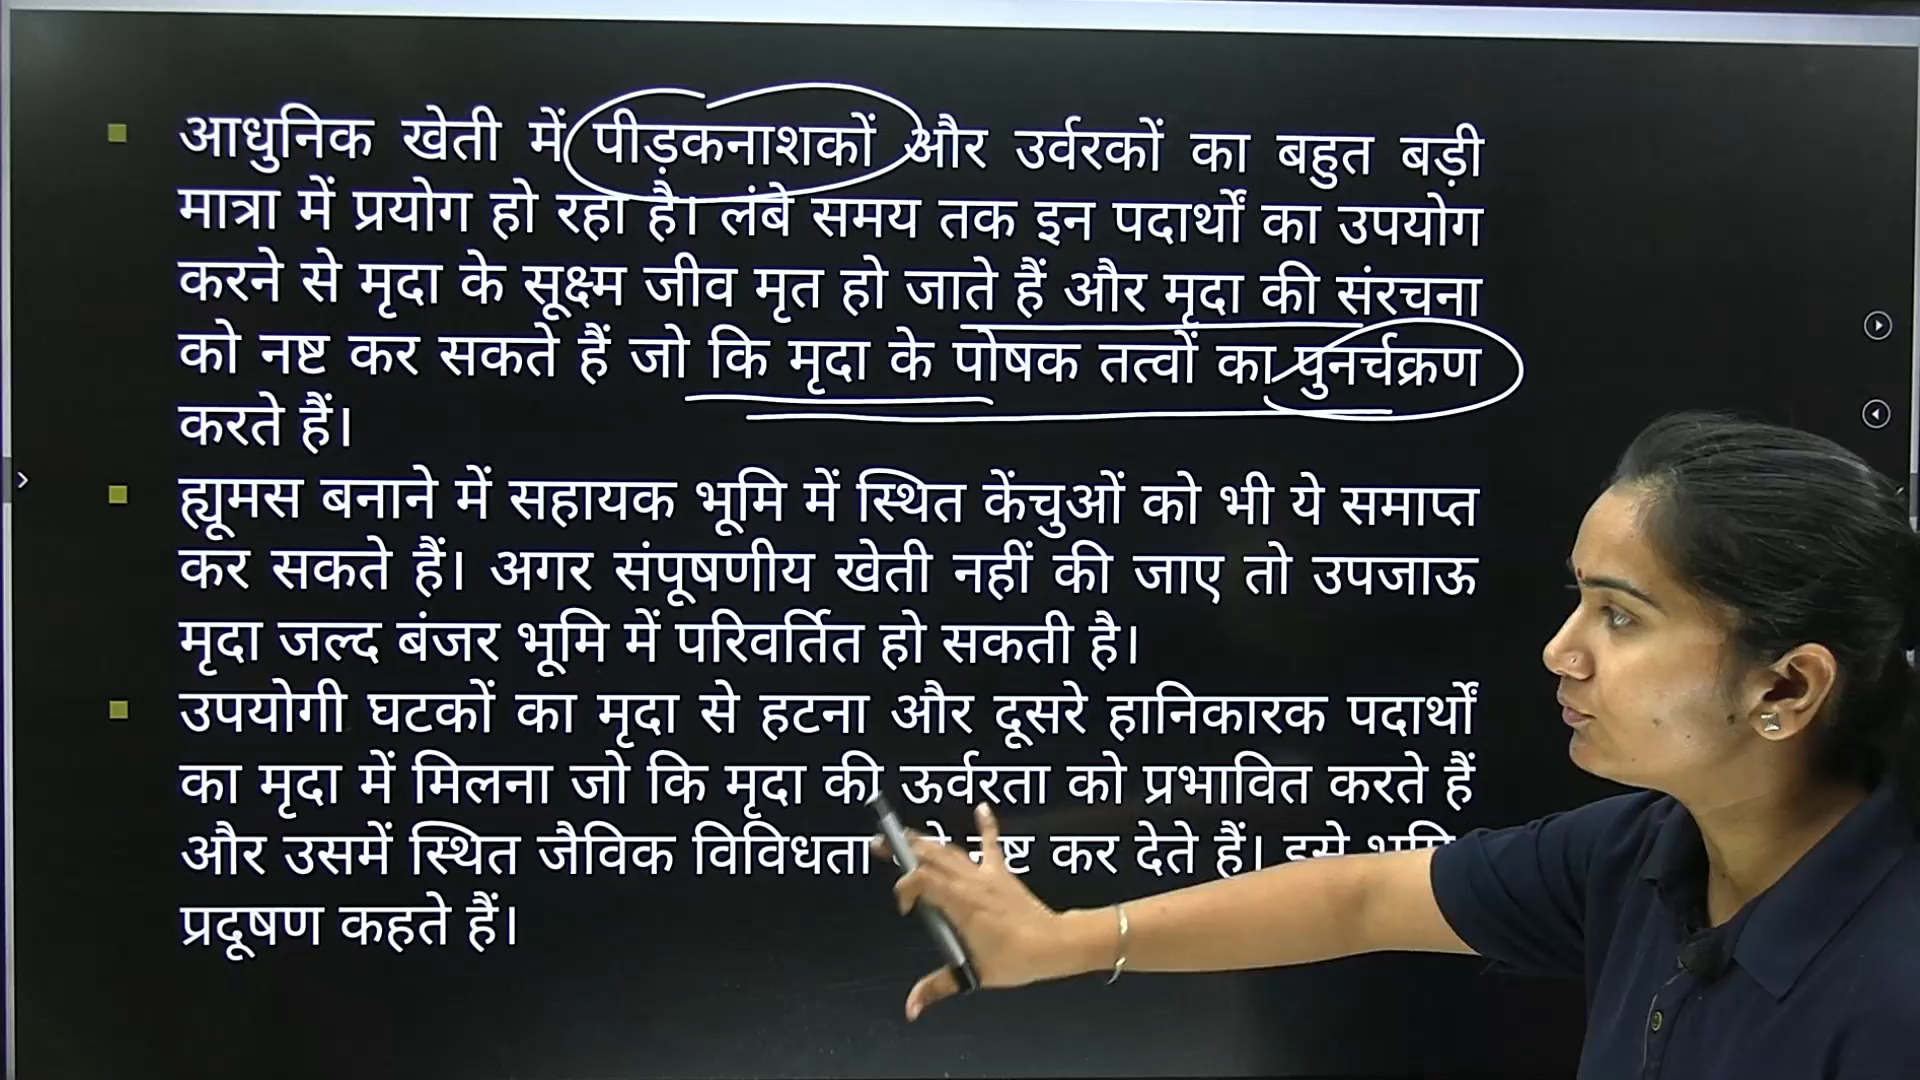 आधुनिक खेती में पीड़कनाशकों और उर्वरकों का बहुत बड़ी
मात्रा में प्रयोग हो रहा है। लंबे समय तक इन पदार्थों का उपयोग
करने से मृदा के सूक्ष्म जीव मृत हो जाते हैं और मृदा की संरचना
को नष्ट कर सकते हैं जो कि मृदा के पोषक तत्वों का पुनर्चक्रण
करते हैं।
ह्यूमस बनाने में सहायक भूमि में स्थित केंचुओं को भी ये समाप्त
कर सकते हैं। अगर संपूषणीय खेती नहीं की जाए तो उपजाऊ
मृदा जल्द बंजर भूमि में परिवर्तित हो सकती है।
उपयोगी घटकों का मृदा से हटना और दूसरे हानिकारक पदार्थों
का मृदा में मिलना जो कि मृदा की ऊर्वरता को प्रभावित करते हैं
और उसमें स्थित जैविक विविधता नष्ट कर देते हैं।
प्रदूषण कहते हैं।